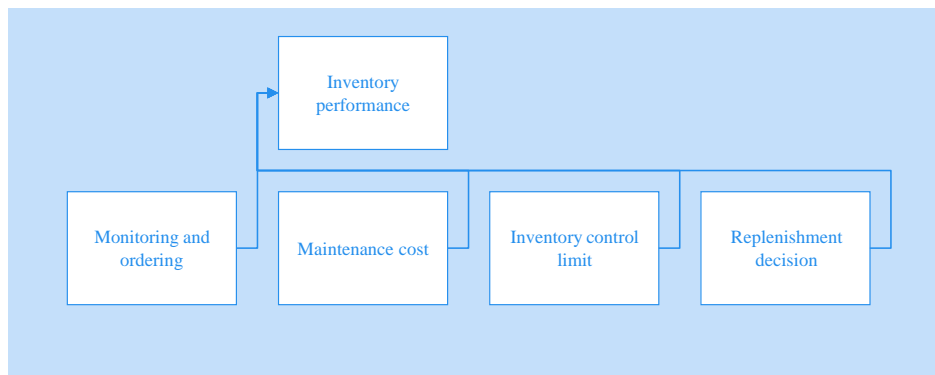 Inventory
performance
Monitoring and
ordering
Maintenance cost
Inventory control
limit
Replenishment
decision